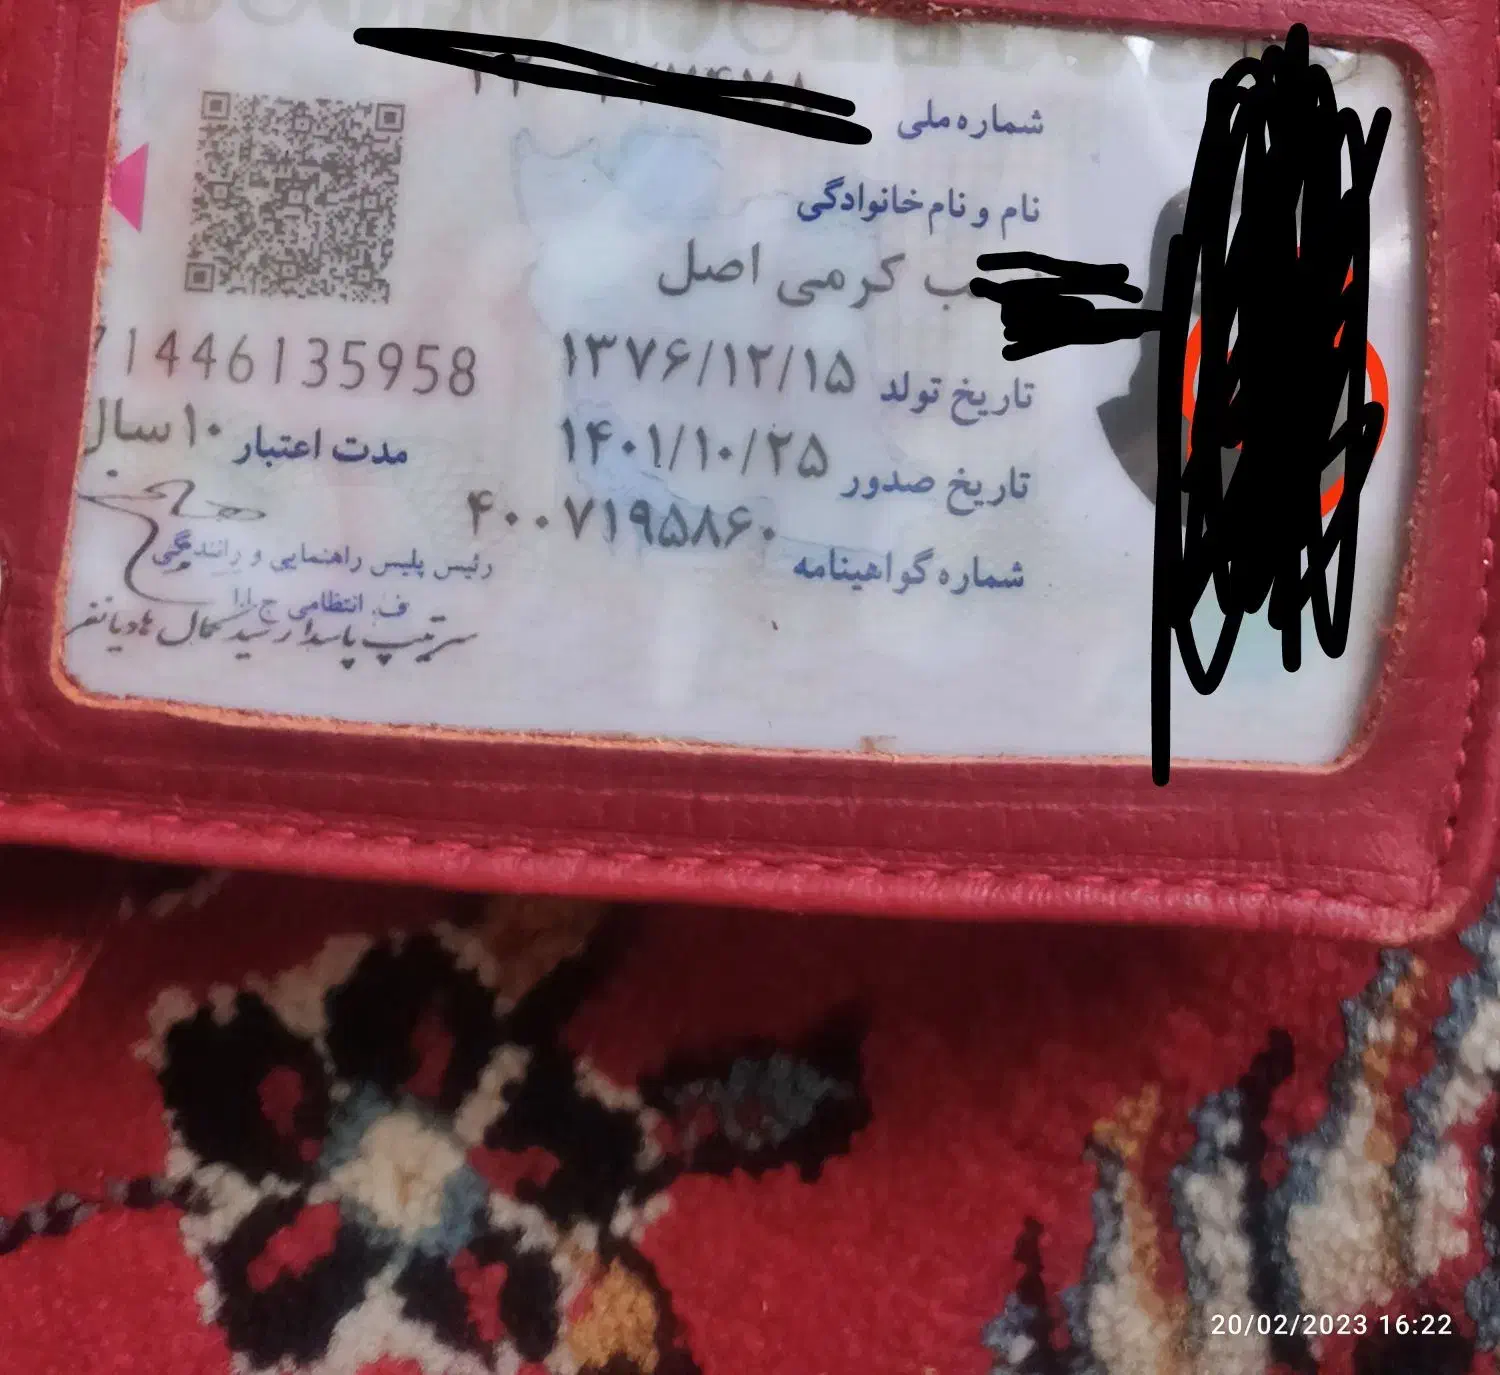 شماره ملی
نام و نام خانوادگی
کرمی اصل
1446135958
تاریخ تولد ۱۳۷۶/۱۲/۱۵
مدت اعتبار ۱۰ سال
تاریخ صدور ۱۴۰۱/۱۰/۲۵
شماره گواهینامه ۴۰۰۷۱۹۵۸۶۰
رئیس پلیس راهنمایی و رانندگی
ف. انتظامی ج.ا.ا
سرتیپ پاسدار سید کمال هادیانفر
20/02/2023 16:22